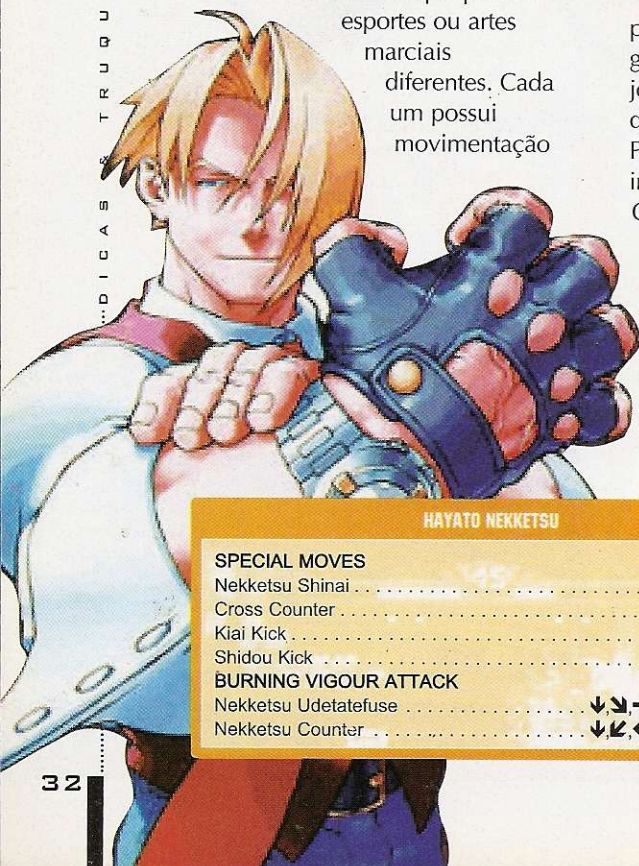 esportes ou artes
marciais
diferentes. Cada
um possui
movimentação
...DICAS & TRUQU
HAYATO NEKKETSU
SPECIAL MOVES
Nekketsu Shinai
Cross Counter
Kiai Kick
Shidou Kick
BURNING VIGOUR ATTACK
Nekketsu Udetatefuse ↓,↘,
Nekketsu Counter ↓,↙,
32